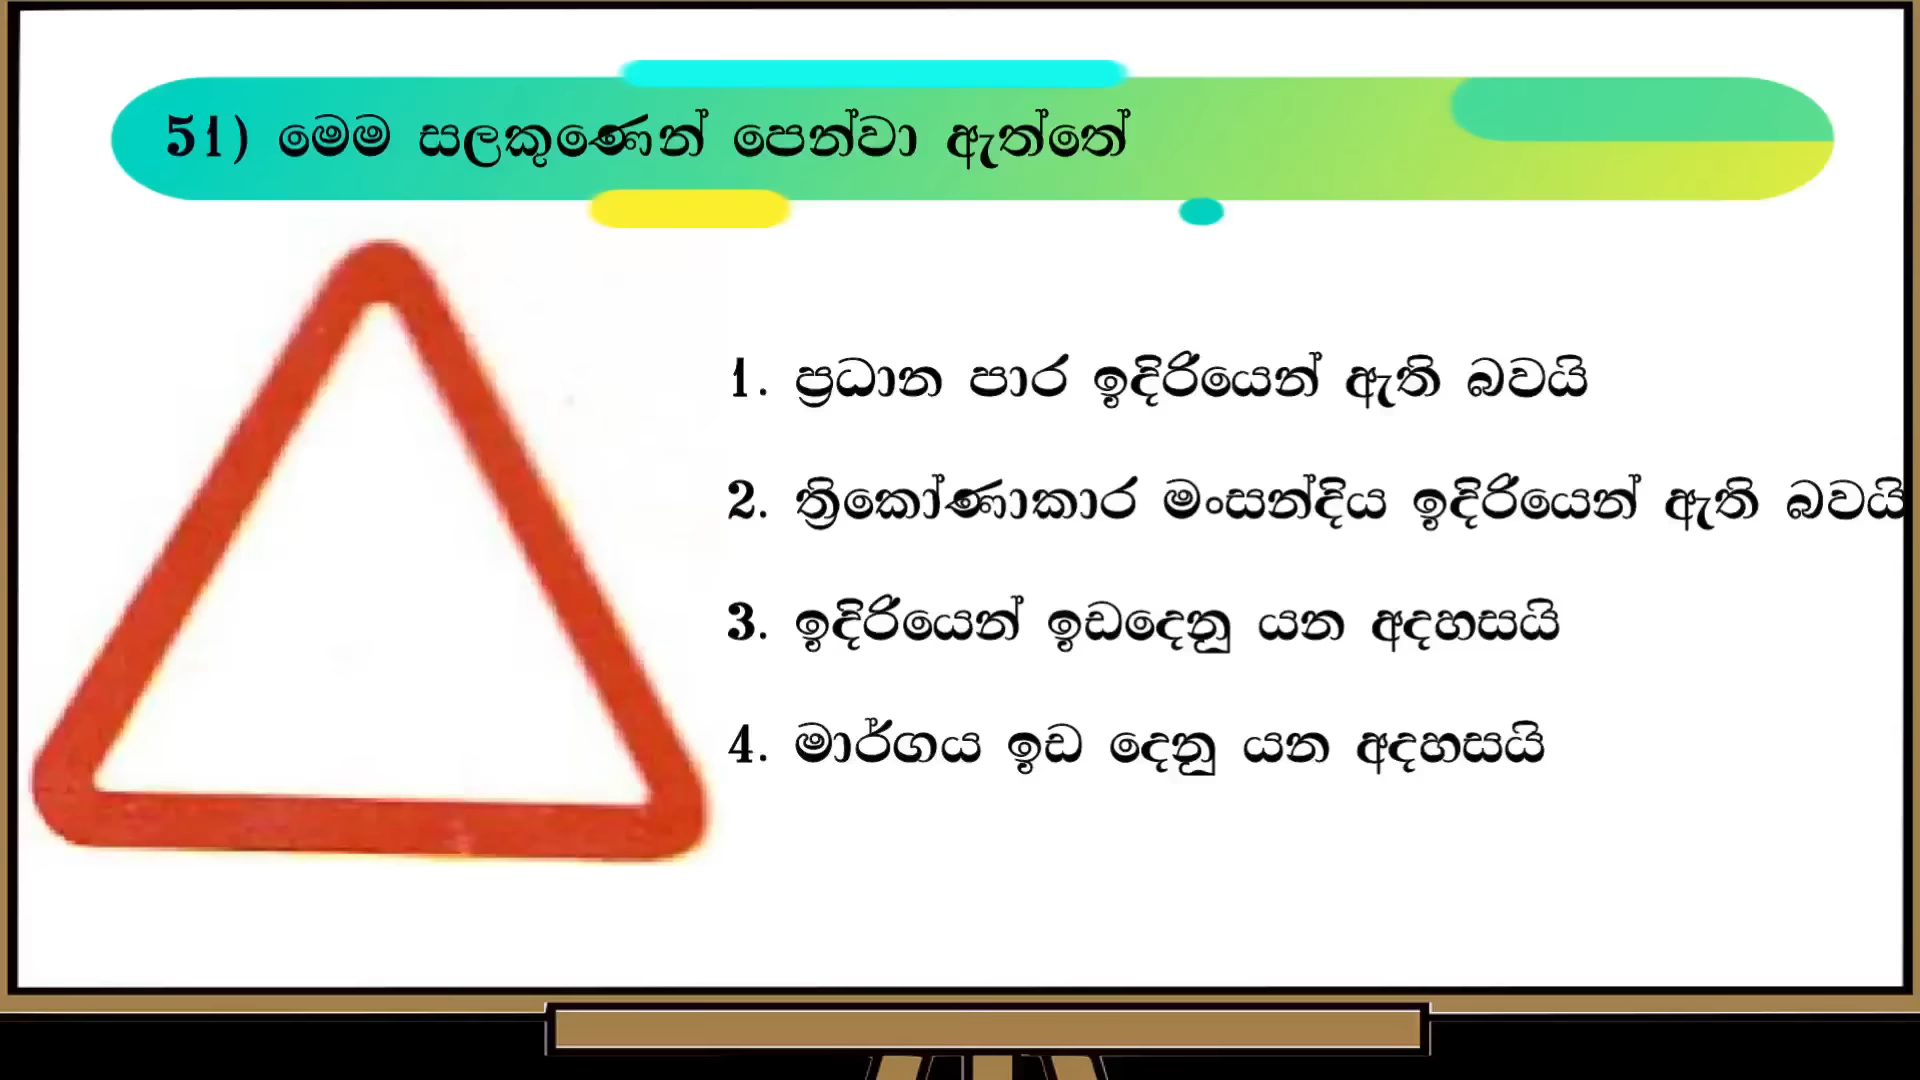 51) මෙම සලකුණෙන් පෙන්වා ඇත්තේ
1. ප්‍රධාන පාර ඉදිරියෙන් ඇති බවයි
2. ත්‍රිකෝණාකාර මංසන්දිය ඉදිරියෙන් ඇති බවයි
3. ඉදිරියෙන් ඉඩදෙනු යන අදහසයි
4. මාර්ගය ඉඩ දෙනු යන අදහසයි